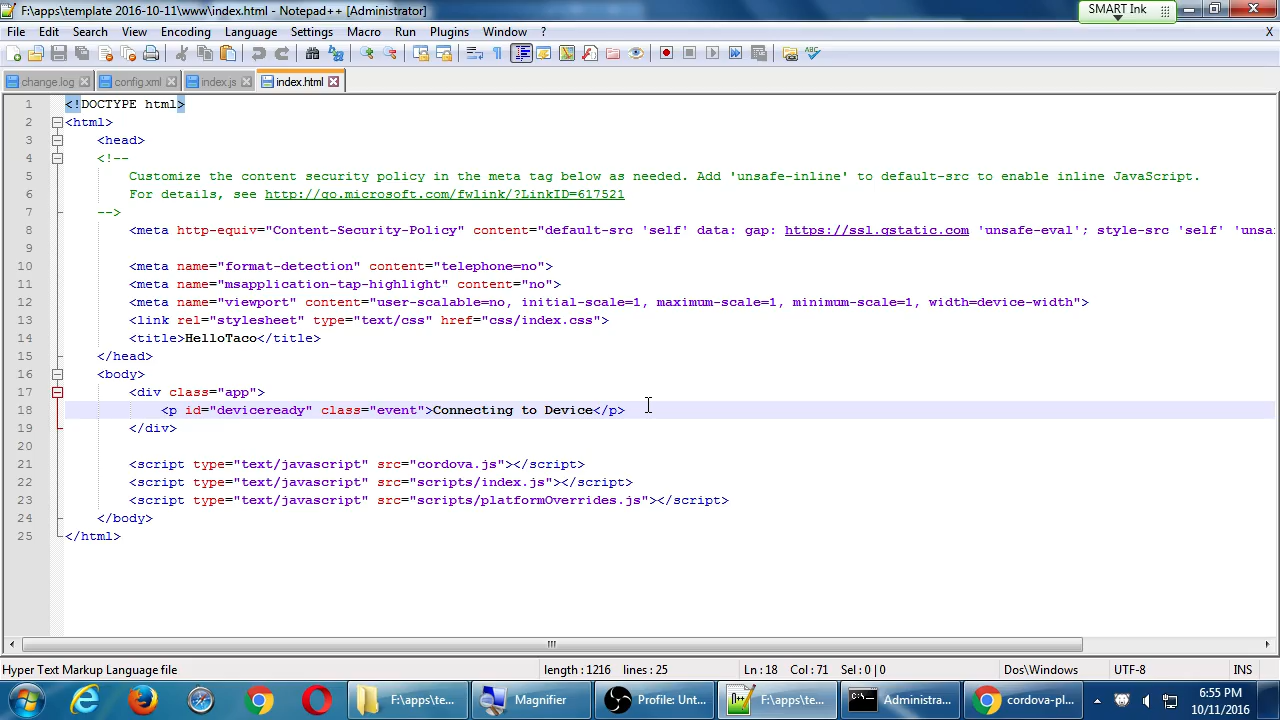 F:\apps\template 2016-10-11\www\index.html - Notepad++ [Administrator]
SMART Ink
File Edit Search View Encoding Language Settings Macro Run Plugins Window ? X
change.log config.xml index.js index.html
1 <!DOCTYPE html>
2 <html>
3 <head>
4 <!--
5 Customize the content security policy in the meta tag below as needed. Add 'unsafe-inline' to default-src to enable inline JavaScript.
6 For details, see http://go.microsoft.com/fwlink/?LinkID=617521
7 -->
8 <meta http-equiv="Content-Security-Policy" content="default-src 'self' data: gap: https://ssl.gstatic.com 'unsafe-eval'; style-src 'self' 'unsa
9
10 <meta name="format-detection" content="telephone=no">
11 <meta name="msapplication-tap-highlight" content="no">
12 <meta name="viewport" content="user-scalable=no, initial-scale=1, maximum-scale=1, minimum-scale=1, width=device-width">
13 <link rel="stylesheet" type="text/css" href="css/index.css">
14 <title>HelloTaco</title>
15 </head>
16 <body>
17 <div class="app">
18 <p id="deviceready" class="event">Connecting to Device</p>
19 </div>
20
21 <script type="text/javascript" src="cordova.js"></script>
22 <script type="text/javascript" src="scripts/index.js"></script>
23 <script type="text/javascript" src="scripts/platformOverrides.js"></script>
24 </body>
25 </html>
Hyper Text Markup Language file length : 1216 lines : 25 Ln : 18 Col : 71 Sel : 0 | 0 Dos\Windows UTF-8 INS
F:\apps\te... Magnifier Profile: Unt... F:\apps\te... Administra... cordova-pl... 6:55 PM
10/11/2016